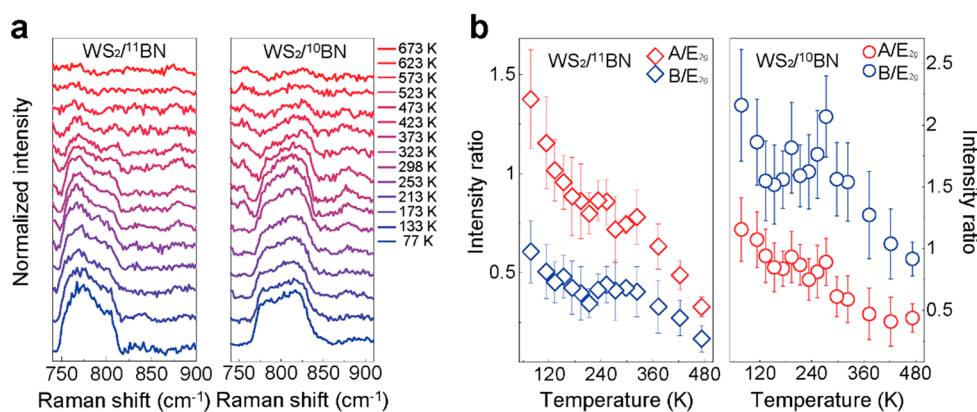 a
WS₂/¹¹BN
WS₂/¹⁰BN
673 K
623 K
573 K
523 K
473 K
423 K
373 K
323 K
298 K
253 K
213 K
173 K
133 K
77 K
Normalized intensity
750 800 850 900
750 800 850 900
Raman shift (cm⁻¹) Raman shift (cm⁻¹)
b
WS₂/¹¹BN
A/E₂g
B/E₂g
WS₂/¹⁰BN
A/E₂g
B/E₂g
Intensity ratio
1.5
1
0.5
2.5
2
1.5
1
0.5
Intensity ratio
120 240 360 480
120 240 360 480
Temperature (K) Temperature (K)